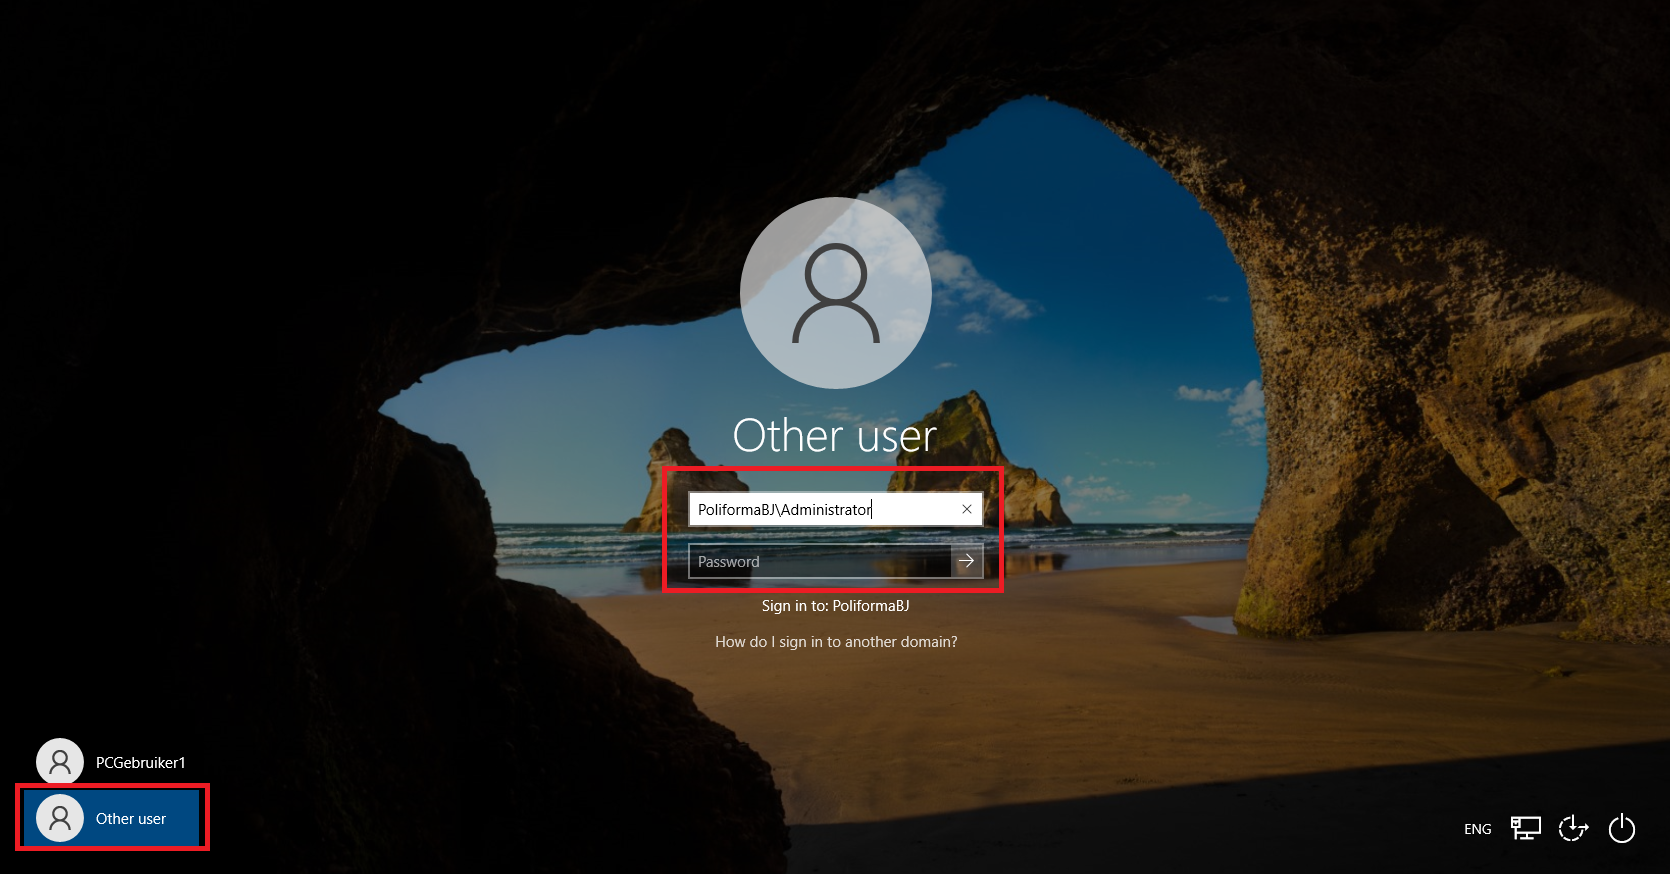 Other user
PoliformaBJ\Administrator
Password
Sign in to: PoliformaBJ
How do I sign in to another domain?
PCGebruiker1
Other user
ENG